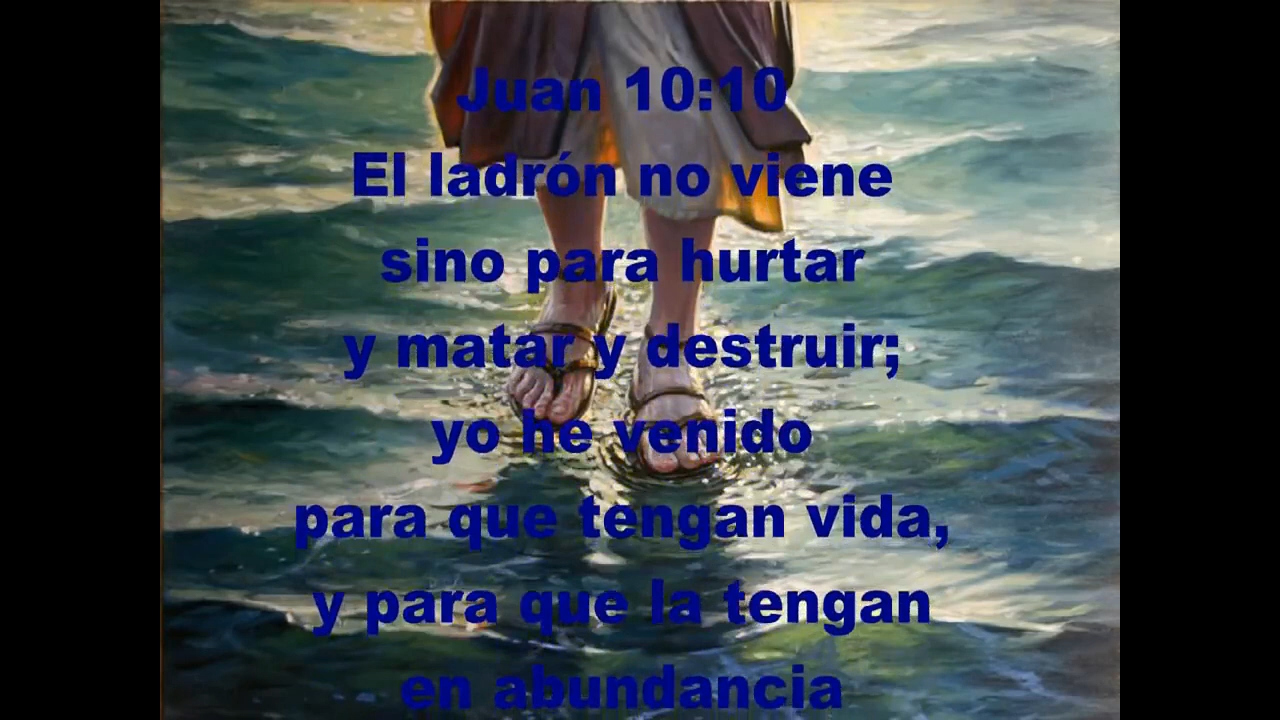 Juan 10:10
El ladrón no viene
sino para hurtar
y matar y destruir;
yo he venido
para que tengan vida,
y para que la tengan
en abundancia